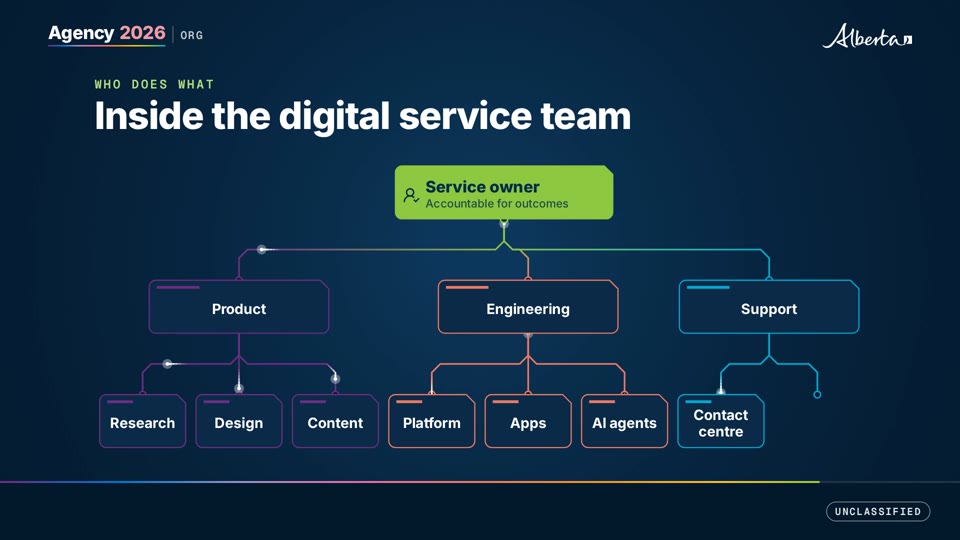 Agency 2026 ORG
Alberta
WHO DOES WHAT
Inside the digital service team
Service owner
Accountable for outcomes
Product
Engineering
Support
Research
Design
Content
Platform
Apps
AI agents
Contact
centre
UNCLASSIFIED